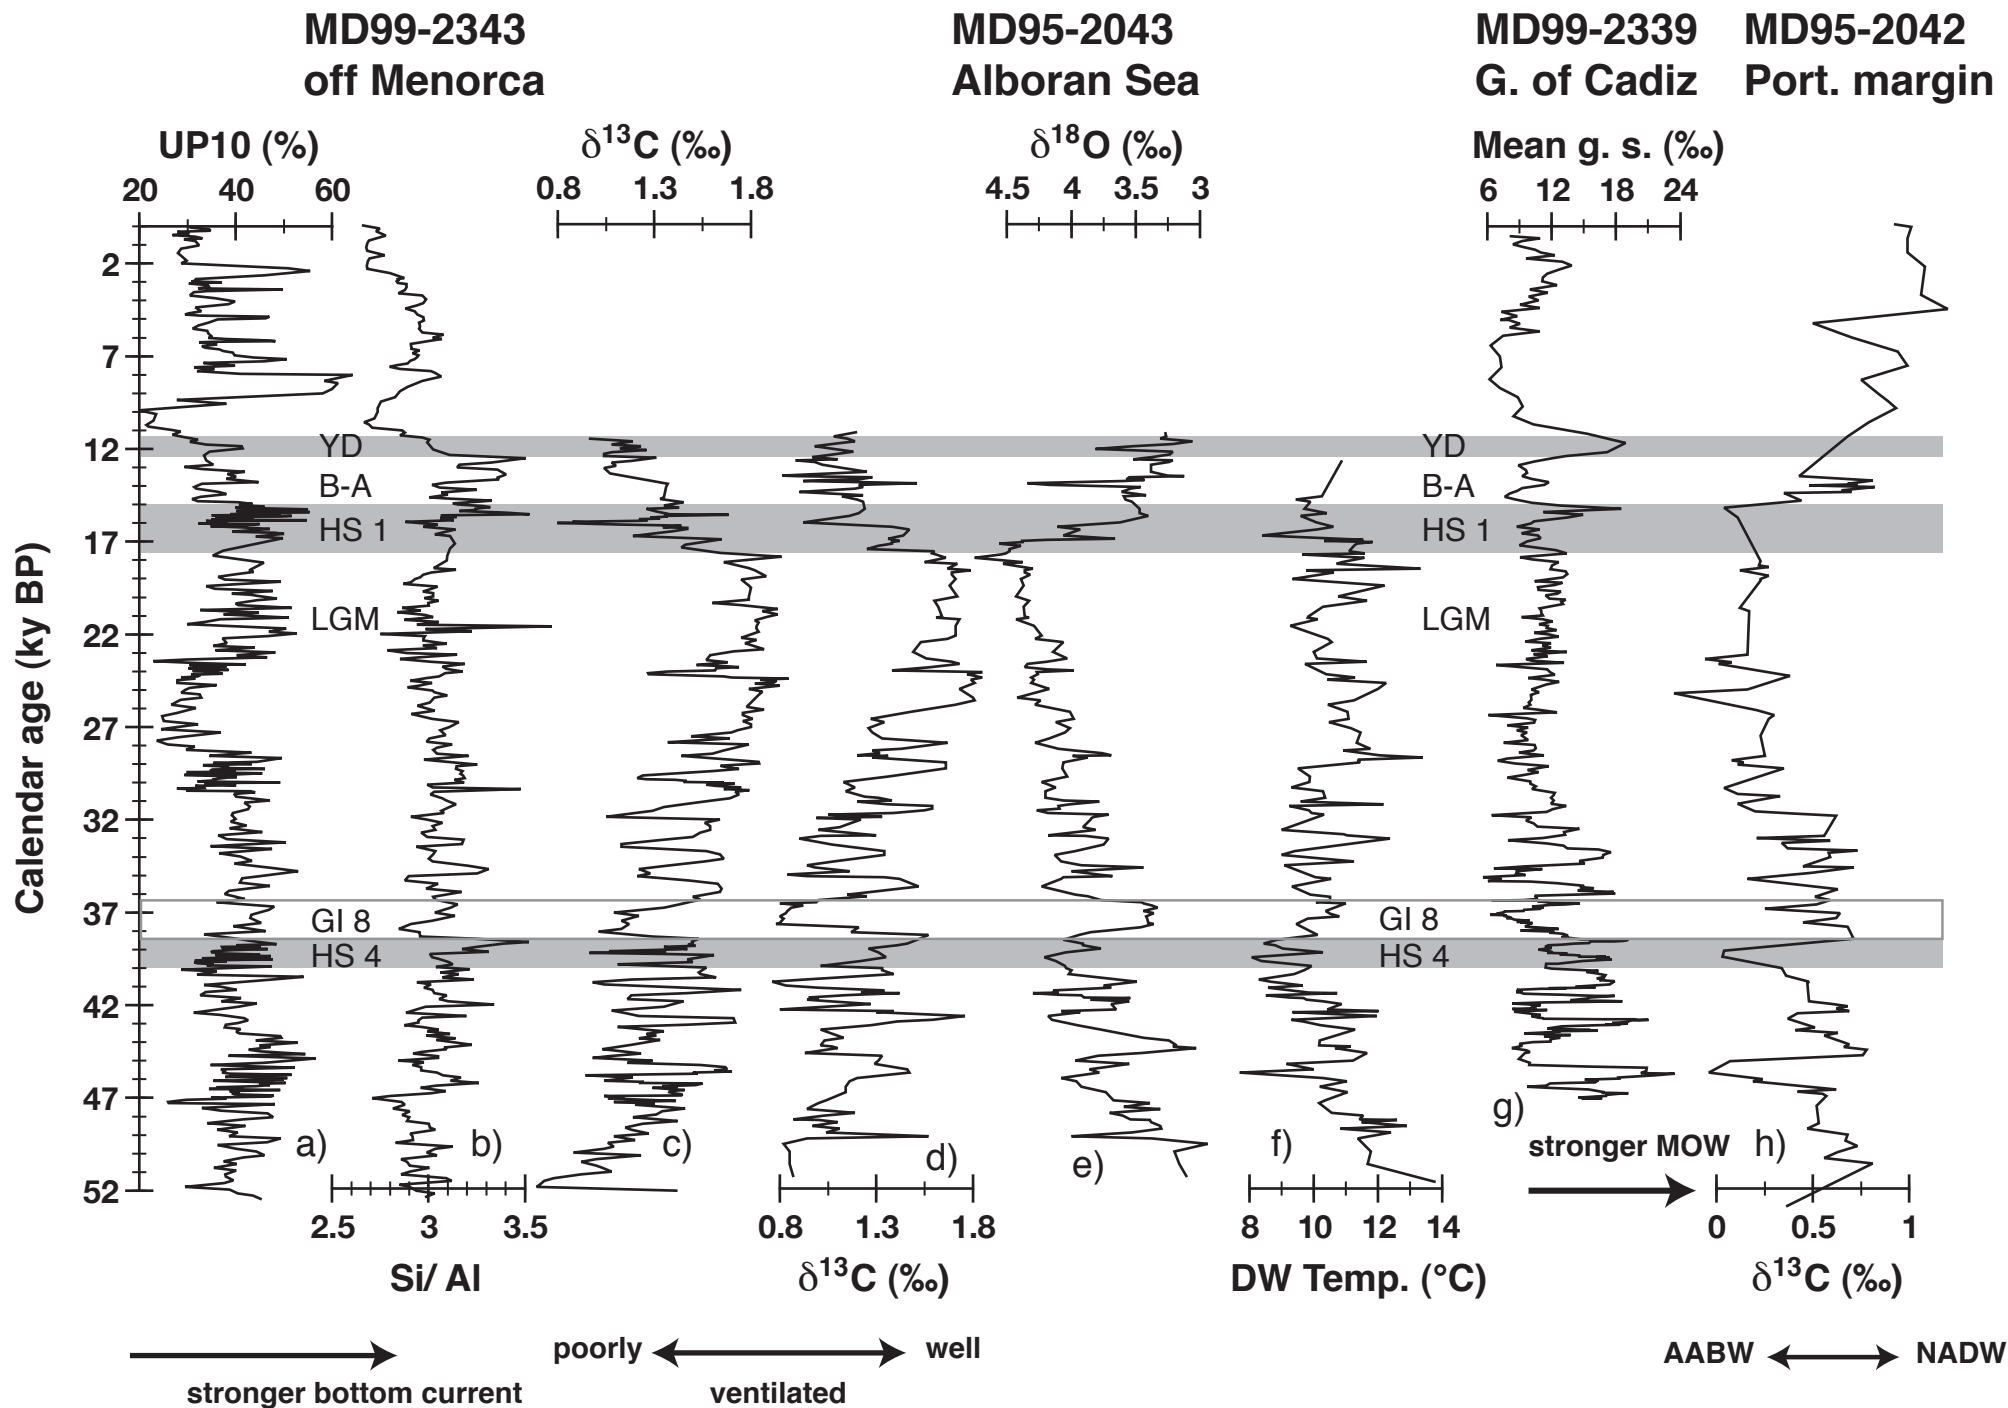 MD99-2343
off Menorca
MD95-2043
Alboran Sea
MD99-2339
G. of Cadiz
MD95-2042
Port. margin
UP10 (%)
δ¹³C (‰)
δ¹⁸O (‰)
Mean g. s. (‰)
20 40 60
0.8 1.3 1.8
4.5 4 3.5 3
6 12 18 24
Calendar age (ky BP)
2
7
12
17
22
27
32
37
42
47
52
YD
B-A
HS 1
LGM
GI 8
HS 4
YD
B-A
HS 1
LGM
GI 8
HS 4
a)
b)
c)
d)
e)
f)
g)
stronger MOW
h)
2.5 3 3.5
0.8 1.3 1.8
8 10 12 14
0 0.5 1
Si/ Al
δ¹³C (‰)
DW Temp. (°C)
δ¹³C (‰)
stronger bottom current
poorly well
ventilated
AABW NADW